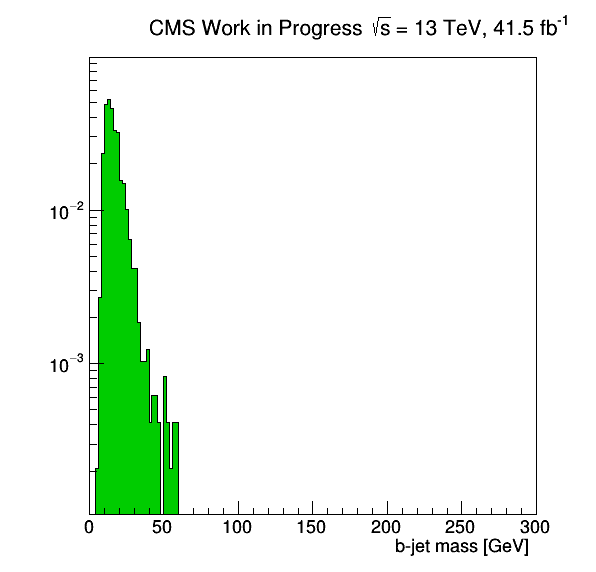 CMS Work in Progress √s = 13 TeV, 41.5 fb⁻¹
10⁻²
10⁻³
0 50 100 150 200 250 300
b-jet mass [GeV]